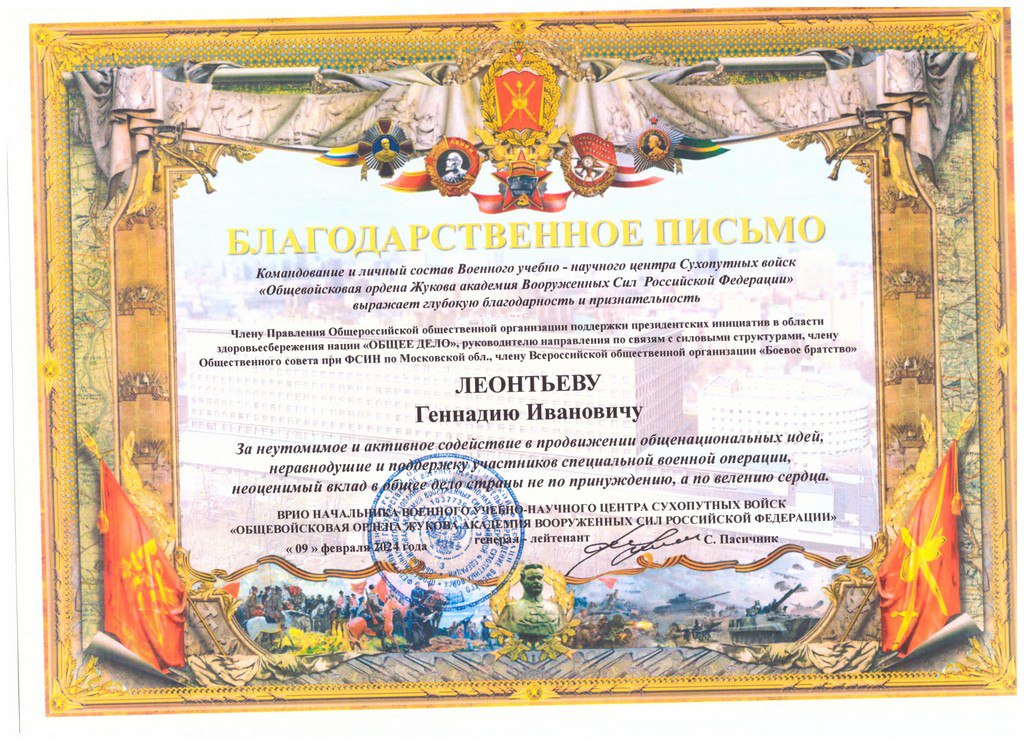 БЛАГОДАРСТВЕННОЕ ПИСЬМО
Командование и личный состав Военного учебно - научного центра Сухопутных войск
«Общевойсковая ордена Жукова академия Вооруженных Сил Российской Федерации»
выражает глубокую благодарность и признательность
Члену Правления Общероссийской общественной организации поддержки президентских инициатив в области
здоровьесбережения нации «ОБЩЕЕ ДЕЛО», руководителю направления по связям с силовыми структурами, члену
Общественного совета при ФСИН по Московской обл., члену Всероссийской общественной организации «Боевое братство»
ЛЕОНТЬЕВУ
Геннадию Ивановичу
За неутомимое и активное содействие в продвижении общенациональных идей,
неравнодушие и поддержку участников специальной военной операции,
неоценимый вклад в общее дело страны не по принуждению, а по велению сердца.
ВРИО НАЧАЛЬНИКА ВОЕННОГО УЧЕБНО-НАУЧНОГО ЦЕНТРА СУХОПУТНЫХ ВОЙСК
«ОБЩЕВОЙСКОВАЯ ОРДЕНА ЖУКОВА АКАДЕМИЯ ВООРУЖЕННЫХ СИЛ РОССИЙСКОЙ ФЕДЕРАЦИИ»
« 09 » февраля 2024 года генерал - лейтенант С. Пасичник